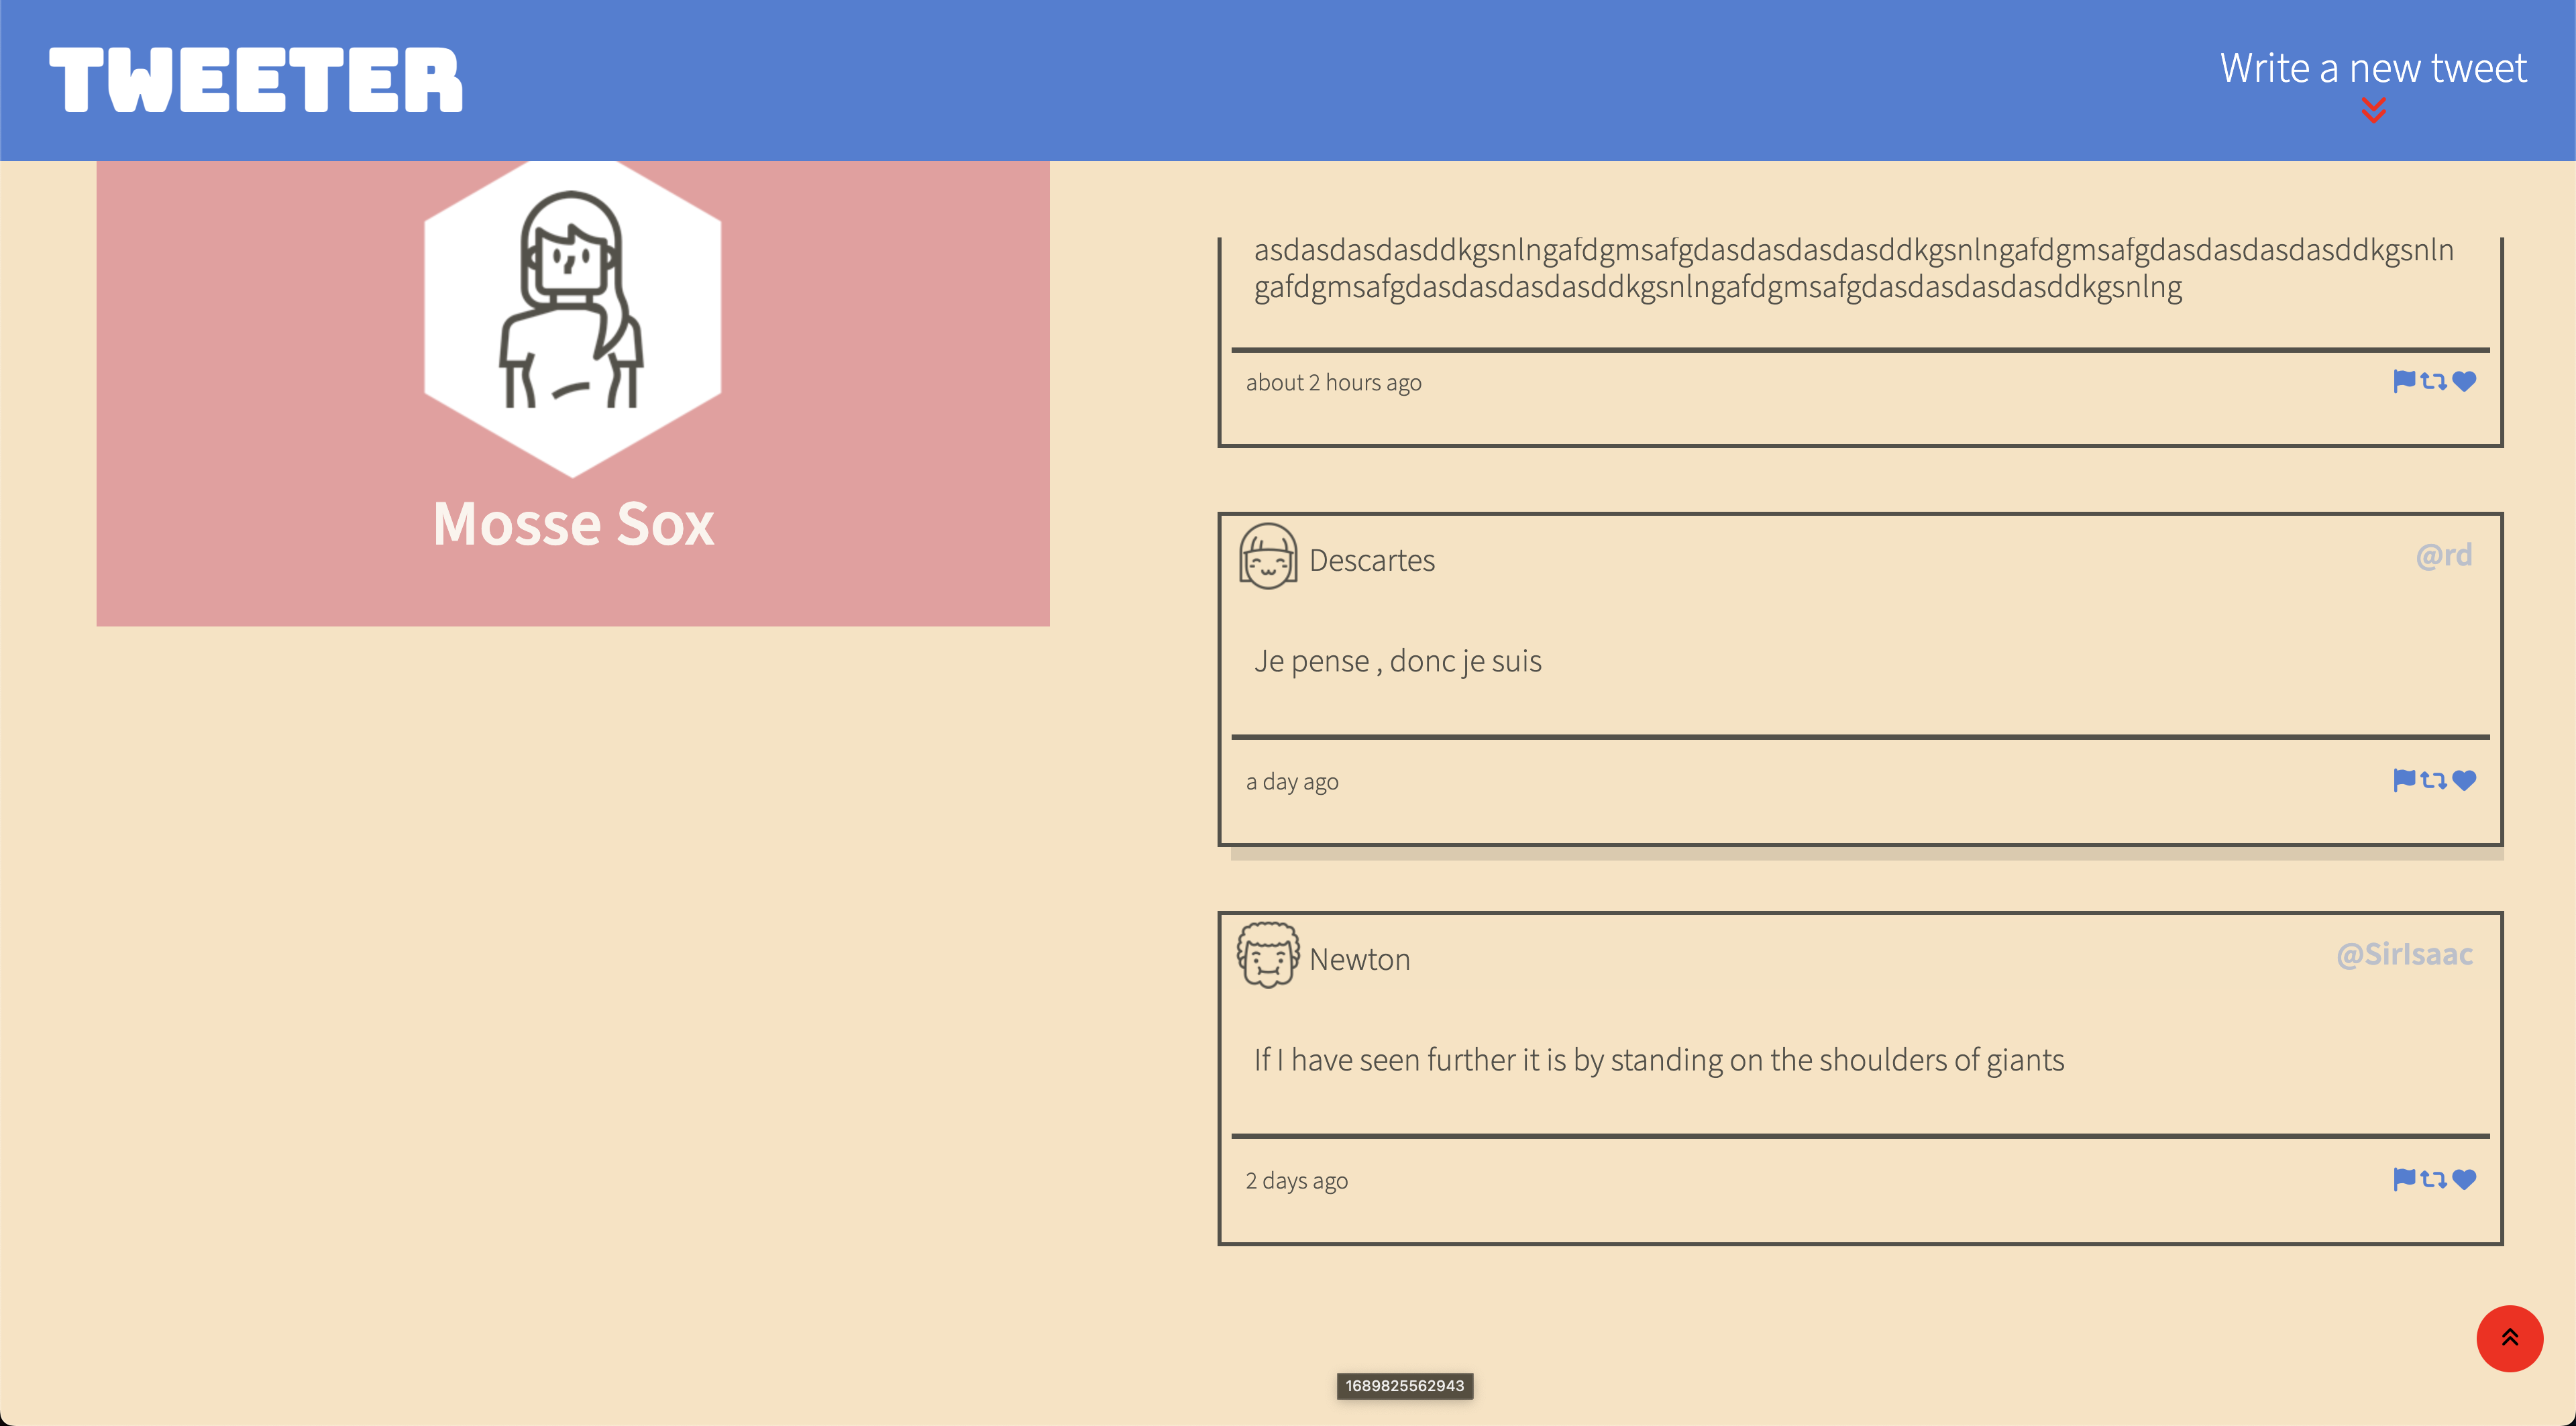 TWEETER
Write a new tweet
Mosse Sox
asdasdasdasddkgsnlngafdgmsafgdasdasdasdasddkgsnlngafdgmsafgdasdasdasdasddkgsnln
gafdgmsafgdasdasdasdasddkgsnlngafdgmsafgdasdasdasdasddkgsnlng
about 2 hours ago
Descartes
@rd
Je pense , donc je suis
a day ago
Newton
@SirIsaac
If I have seen further it is by standing on the shoulders of giants
2 days ago
1689825562943